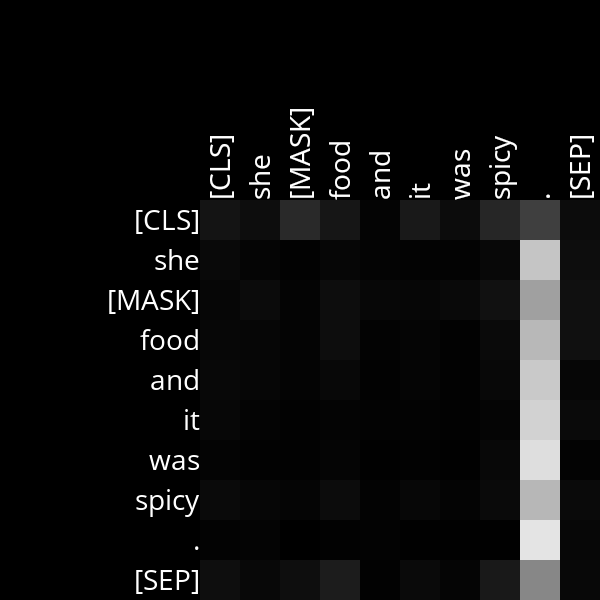 [CLS] she [MASK] food and it was spicy . [SEP]
[CLS]
she
[MASK]
food
and
it
was
spicy
.
[SEP]